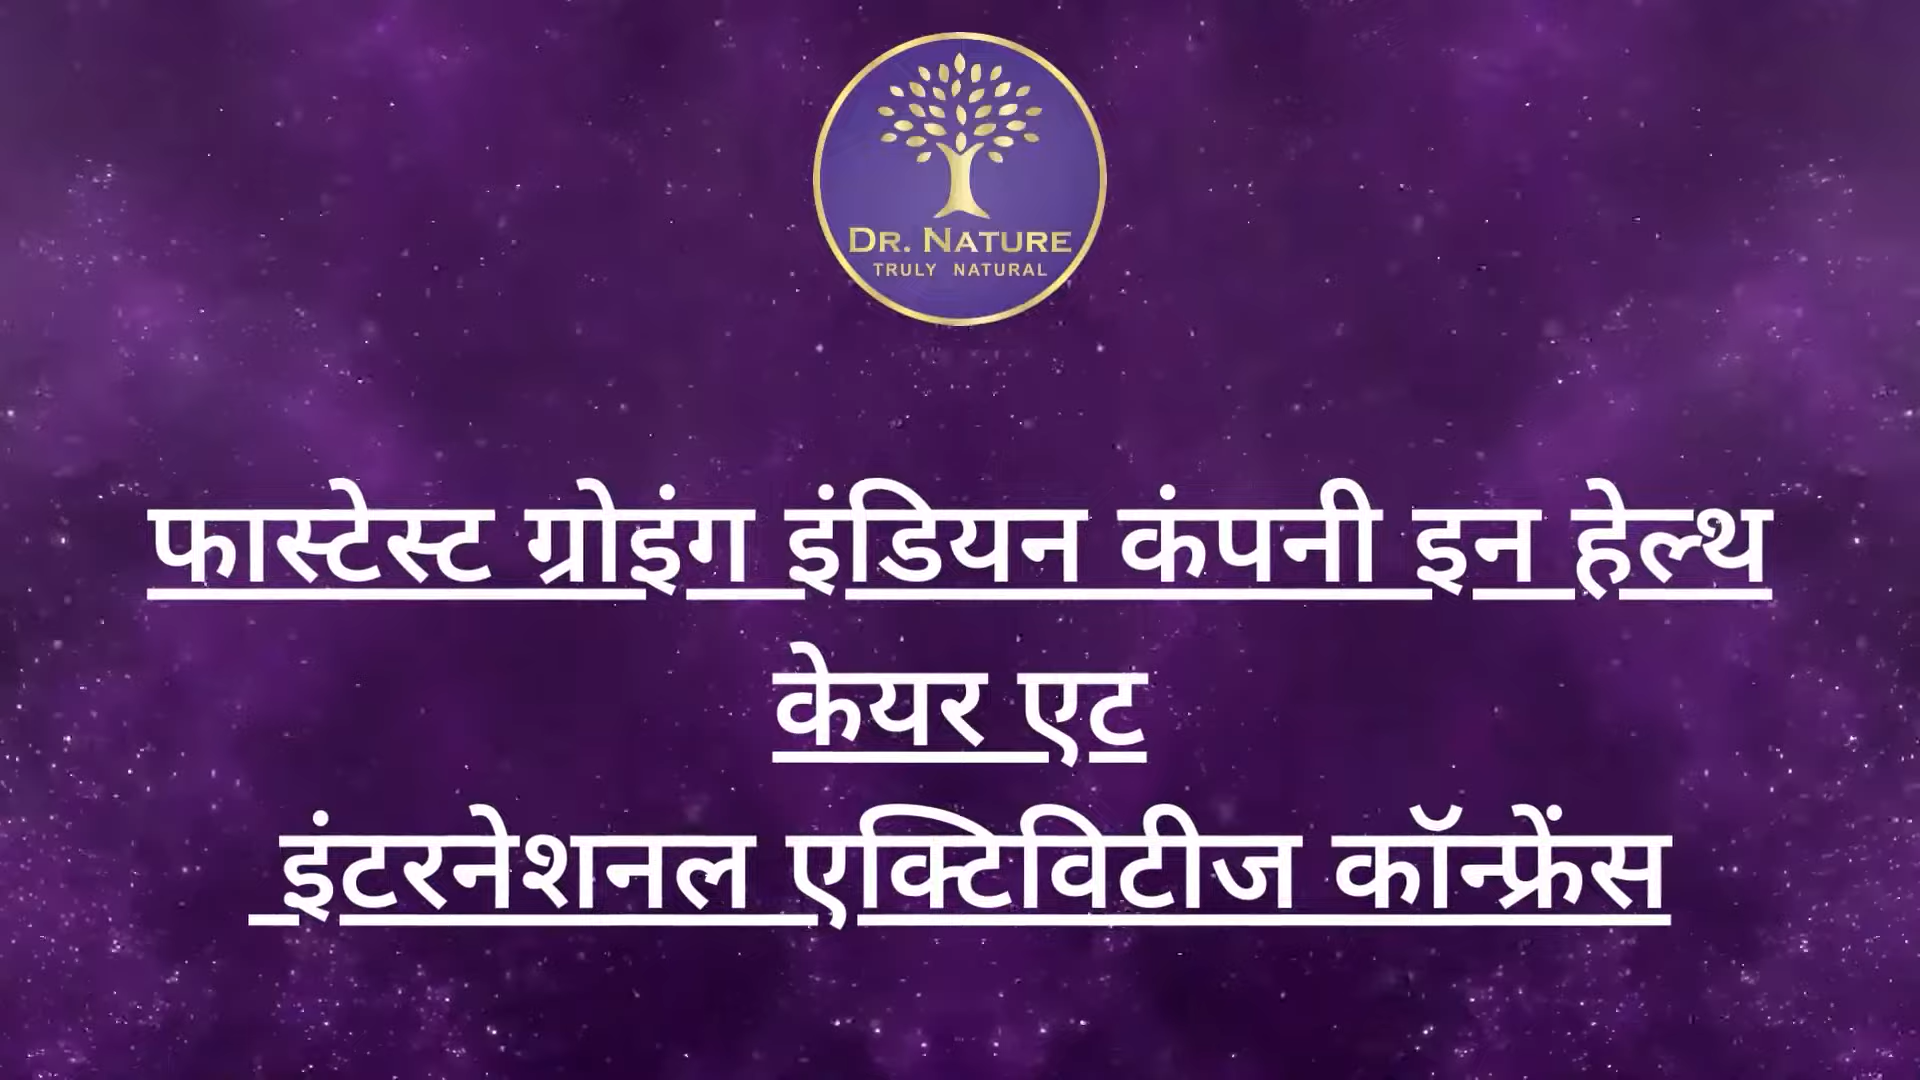 DR. NATURE
TRULY NATURAL
फास्टेस्ट ग्रोइंग इंडियन कंपनी इन हेल्थ
केयर एट
इंटरनेशनल एक्टिविटीज कॉन्फ्रेंस